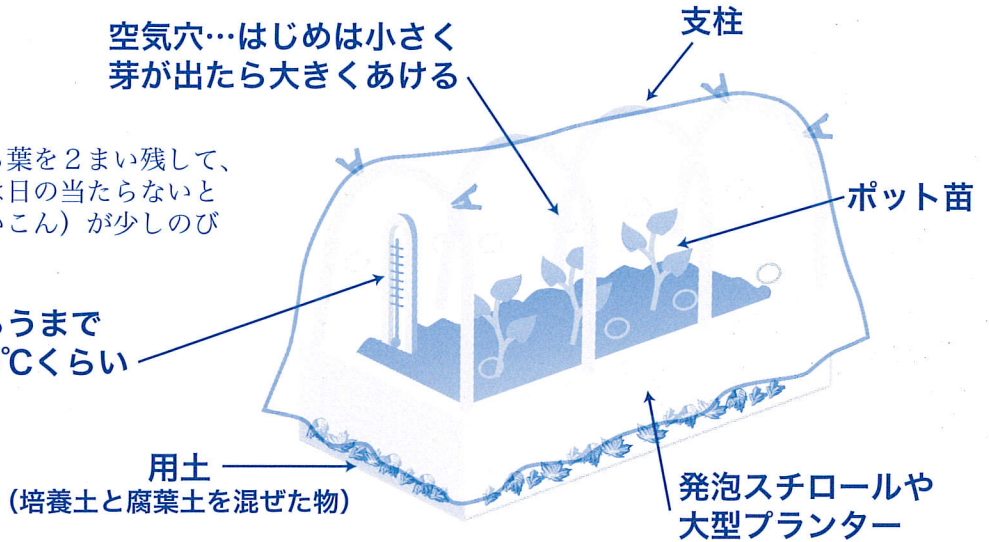 支柱
空気穴…はじめは小さく
芽が出たら大きくあける
葉を2まい残して、
日の当たらないと
こん）が少しのび
ポット苗
うまで
℃くらい
用土
（培養土と腐葉土を混ぜた物）
発泡スチロールや
大型プランター